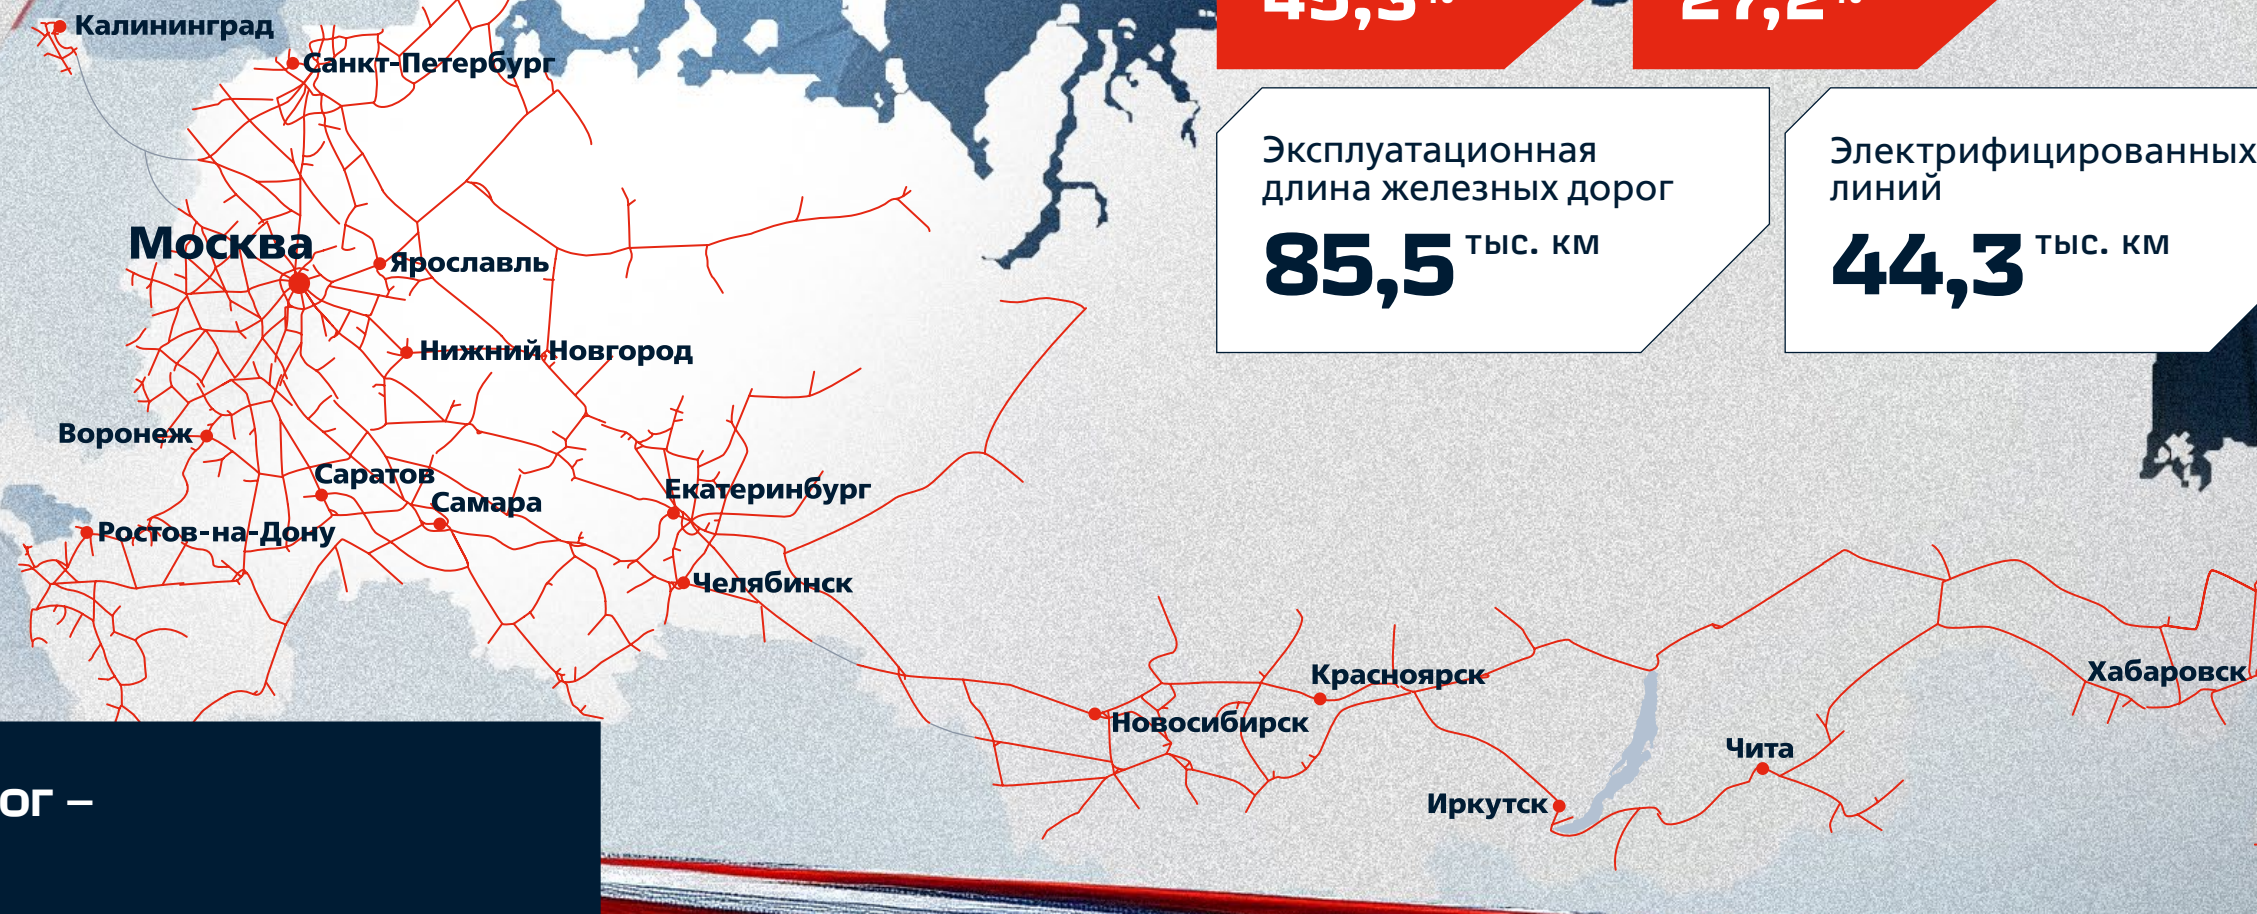 Калининград
Санкт-Петербург
Эксплуатационная
длина железных дорог
85,5 тыс. км
Электрифицированных
линий
44,3 тыс. км
Москва
Ярославль
Нижний Новгород
Воронеж
Саратов
Самара
Екатеринбург
Ростов-на-Дону
Челябинск
Красноярск
Хабаровск
Новосибирск
Чита
Иркутск
ог –